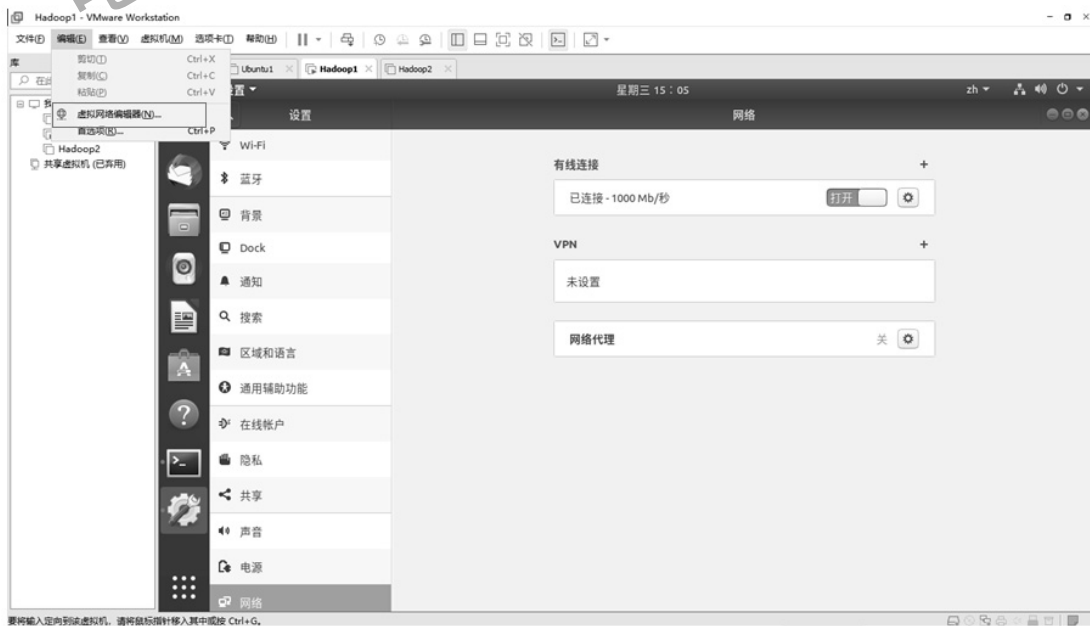 Hadoop1 - VMware Workstation
文件(F) 编辑(E) 查看(V) 虚拟机(M) 选项卡(T) 帮助(H)
库
剪切(T) Ctrl+X
复制(C) Ctrl+C
粘贴(P) Ctrl+V
虚拟网络编辑器(N)...
首选项(R)... Ctrl+P
Ubuntu1 Hadoop1 Hadoop2
星期三 15：05 zh
设置 网络
Hadoop2
共享虚拟机 (已弃用)
Wi-Fi
蓝牙
背景
Dock
通知
搜索
区域和语言
通用辅助功能
在线帐户
隐私
共享
声音
电源
网络
有线连接 +
已连接 - 1000 Mb/秒 打开
VPN +
未设置
网络代理 关
要将输入定向到该虚拟机，请将鼠标指针移入其中或按 Ctrl+G。